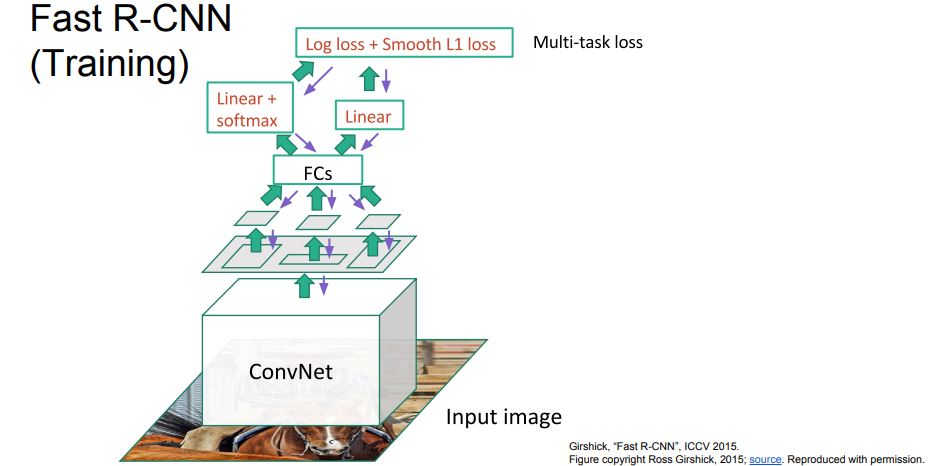 Fast R-CNN
(Training)
Log loss + Smooth L1 loss
Multi-task loss
Linear +
softmax
Linear
FCs
ConvNet
Input image
Girshick, “Fast R-CNN”, ICCV 2015.
Figure copyright Ross Girshick, 2015; source. Reproduced with permission.